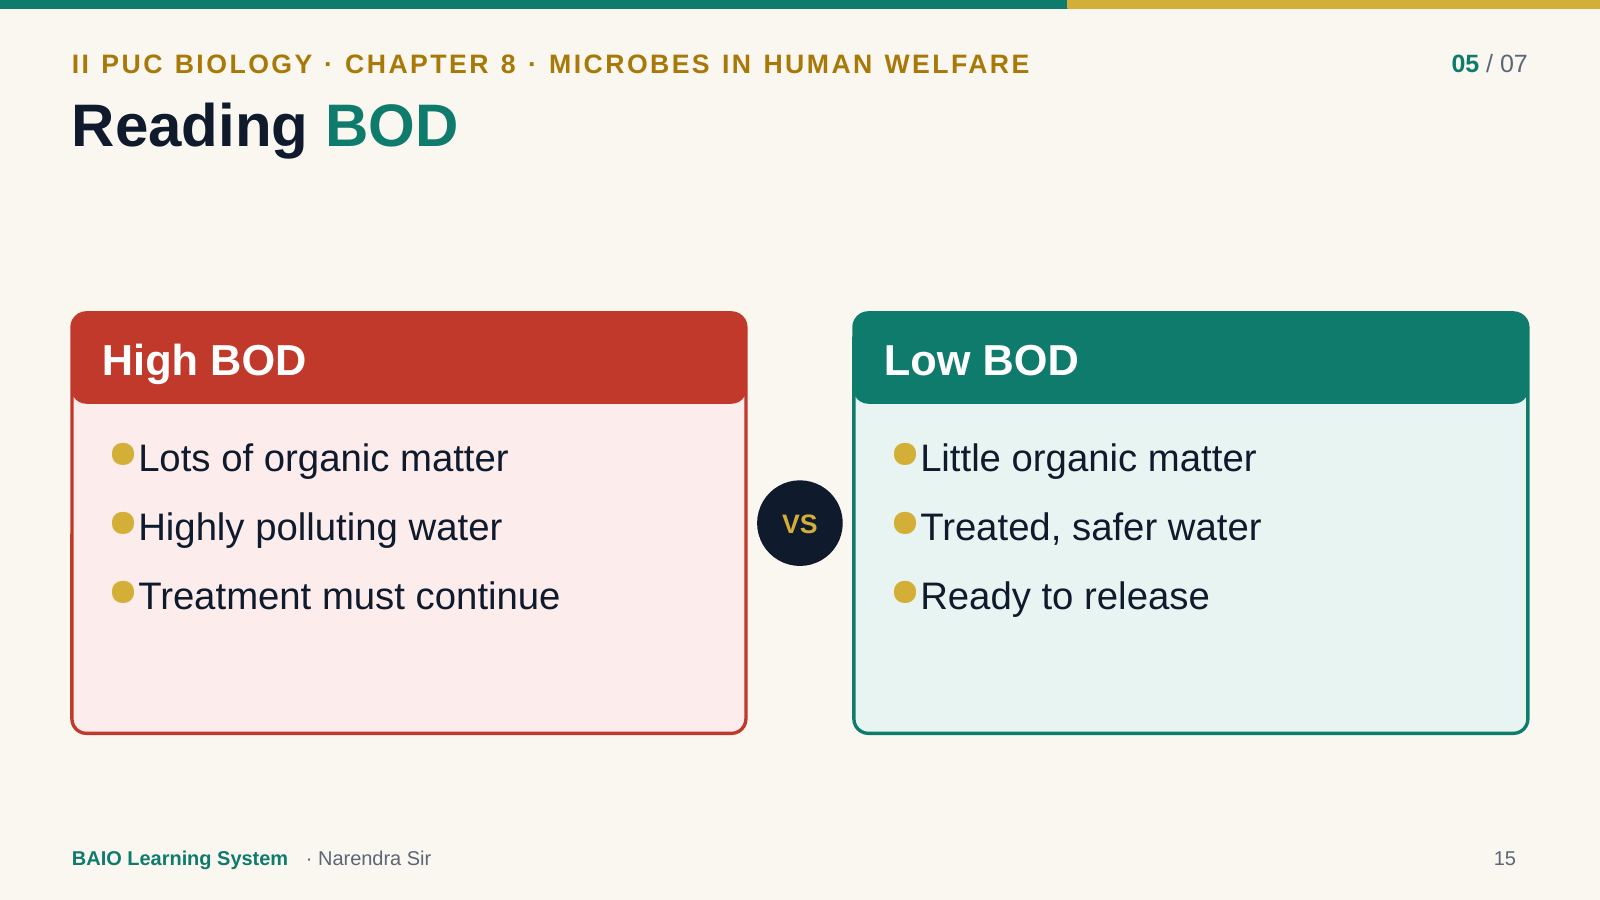 II PUC BIOLOGY · CHAPTER 8 · MICROBES IN HUMAN WELFARE
05 / 07
Reading BOD
High BOD
Lots of organic matter
Highly polluting water
Treatment must continue
VS
Low BOD
Little organic matter
Treated, safer water
Ready to release
BAIO Learning System · Narendra Sir
15